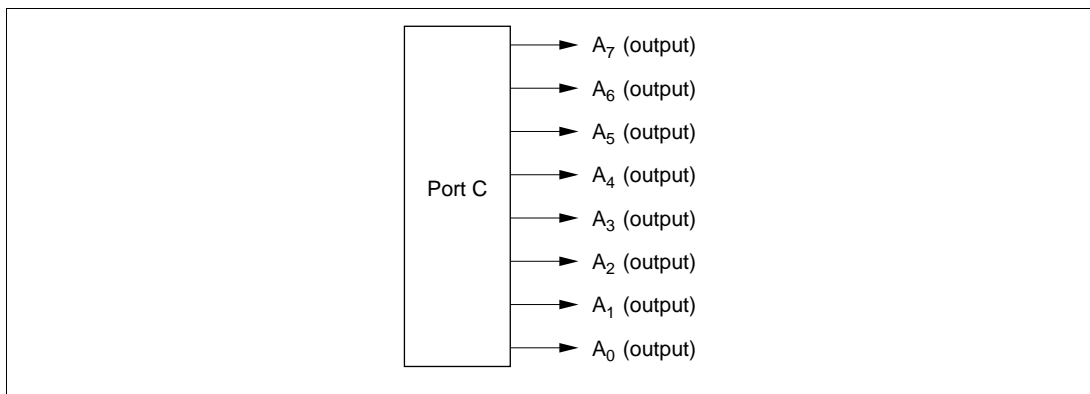 A7 (output)
A6 (output)
A5 (output)
A4 (output)
Port C
A3 (output)
A2 (output)
A1 (output)
A0 (output)